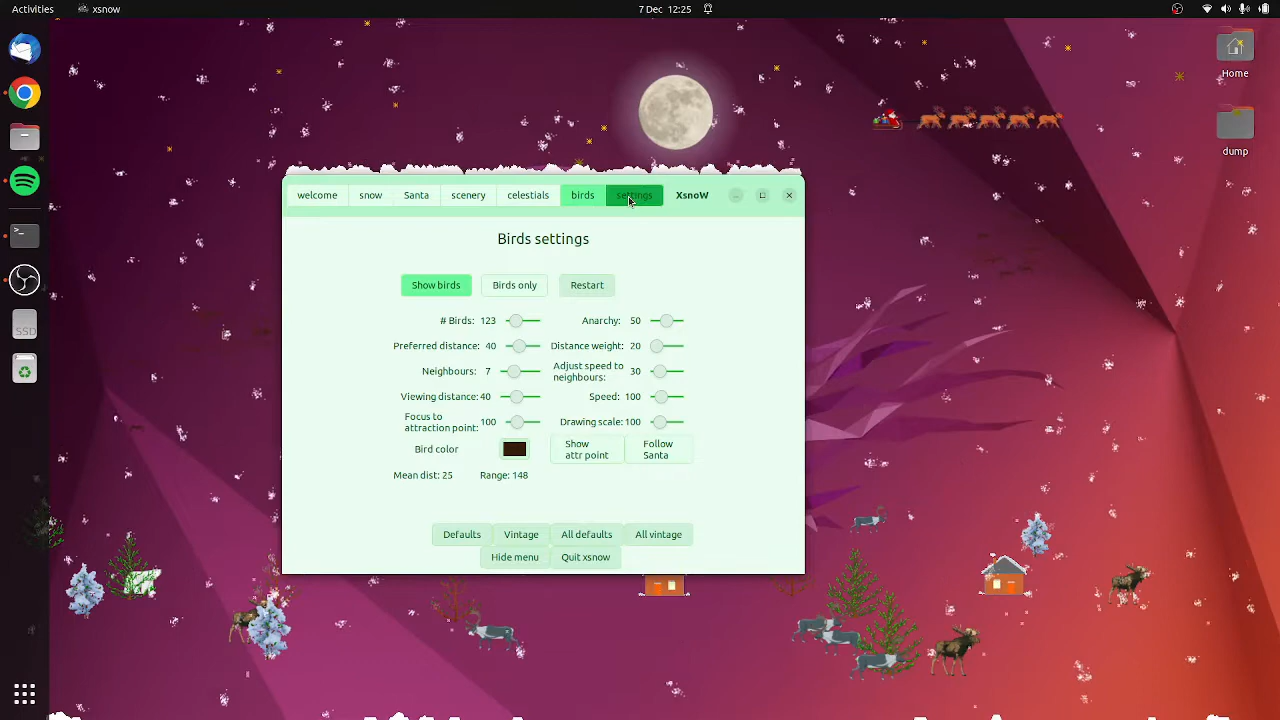 Activities xsnow 7 Dec 12:25
Home
dump
welcome snow Santa scenery celestials birds settings XsnoW
Birds settings
Show birds Birds only Restart
# Birds: 123 Anarchy: 50
Preferred distance: 40 Distance weight: 20
Neighbours: 7 Adjust speed to
neighbours: 30
Viewing distance: 40 Speed: 100
Focus to
attraction point: 100 Drawing scale: 100
Bird color Show
attr point Follow
Santa
Mean dist: 25 Range: 148
Defaults Vintage All defaults All vintage
Hide menu Quit xsnow
SSD